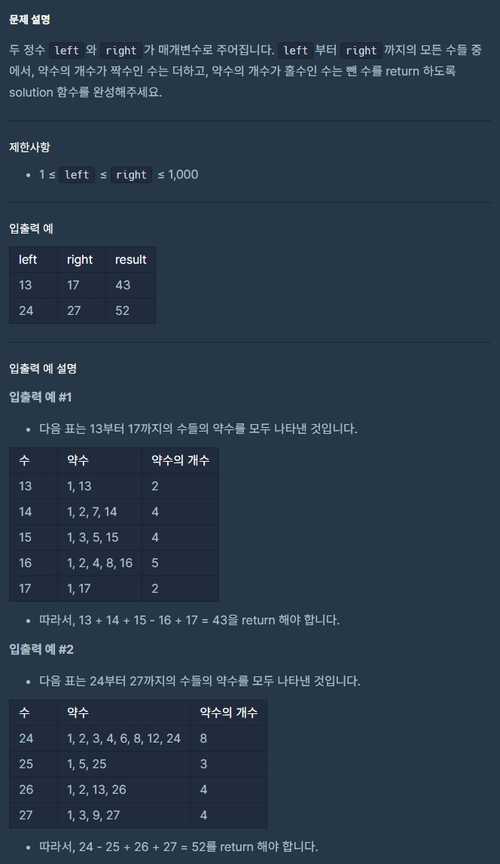 문제 설명
두 정수 left 와 right 가 매개변수로 주어집니다. left 부터 right 까지의 모든 수들 중
에서, 약수의 개수가 짝수인 수는 더하고, 약수의 개수가 홀수인 수는 뺀 수를 return 하도록
solution 함수를 완성해주세요.
제한사항
• 1 ≤ left ≤ right ≤ 1,000
입출력 예
left right result
13 17 43
24 27 52
입출력 예 설명
입출력 예 #1
• 다음 표는 13부터 17까지의 수들의 약수를 모두 나타낸 것입니다.
수 약수 약수의 개수
13 1, 13 2
14 1, 2, 7, 14 4
15 1, 3, 5, 15 4
16 1, 2, 4, 8, 16 5
17 1, 17 2
• 따라서, 13 + 14 + 15 - 16 + 17 = 43을 return 해야 합니다.
입출력 예 #2
• 다음 표는 24부터 27까지의 수들의 약수를 모두 나타낸 것입니다.
수 약수 약수의 개수
24 1, 2, 3, 4, 6, 8, 12, 24 8
25 1, 5, 25 3
26 1, 2, 13, 26 4
27 1, 3, 9, 27 4
• 따라서, 24 - 25 + 26 + 27 = 52를 return 해야 합니다.